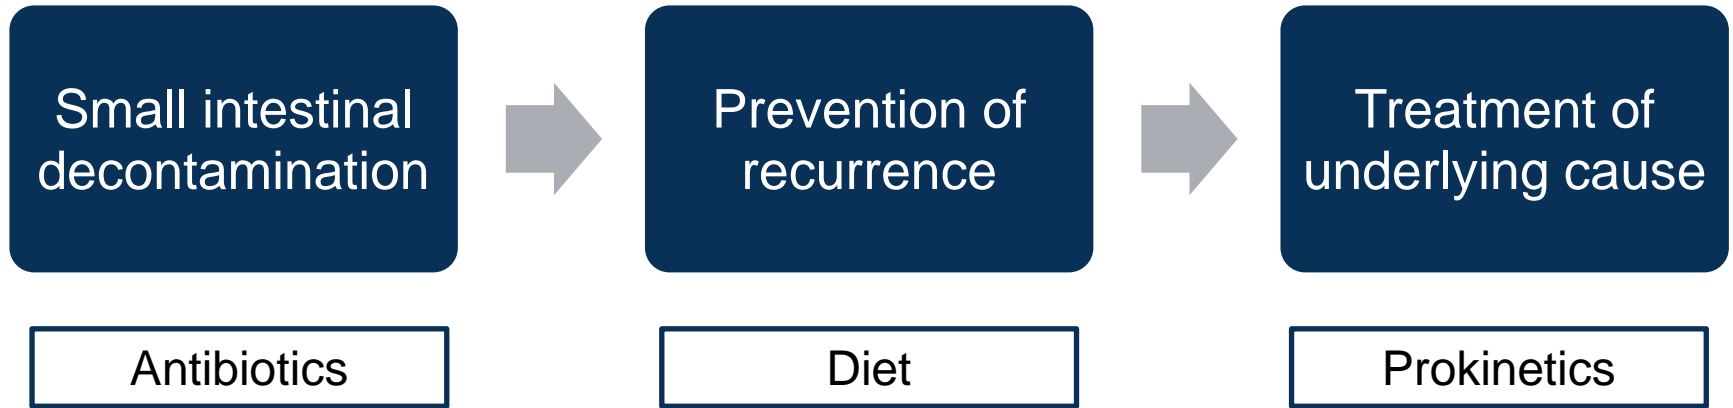 Small intestinal
decontamination
Prevention of
recurrence
Treatment of
underlying cause
Antibiotics
Diet
Prokinetics